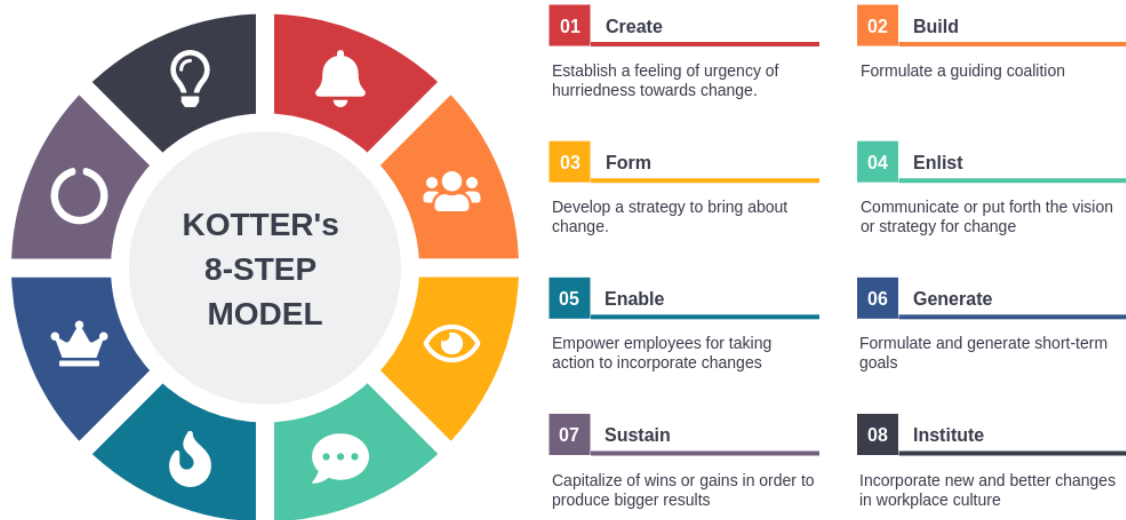 KOTTER's
8-STEP
MODEL
01 Create
Establish a feeling of urgency of
hurriedness towards change.
02 Build
Formulate a guiding coalition
03 Form
Develop a strategy to bring about
change.
04 Enlist
Communicate or put forth the vision
or strategy for change
05 Enable
Empower employees for taking
action to incorporate changes
06 Generate
Formulate and generate short-term
goals
07 Sustain
Capitalize of wins or gains in order to
produce bigger results
08 Institute
Incorporate new and better changes
in workplace culture